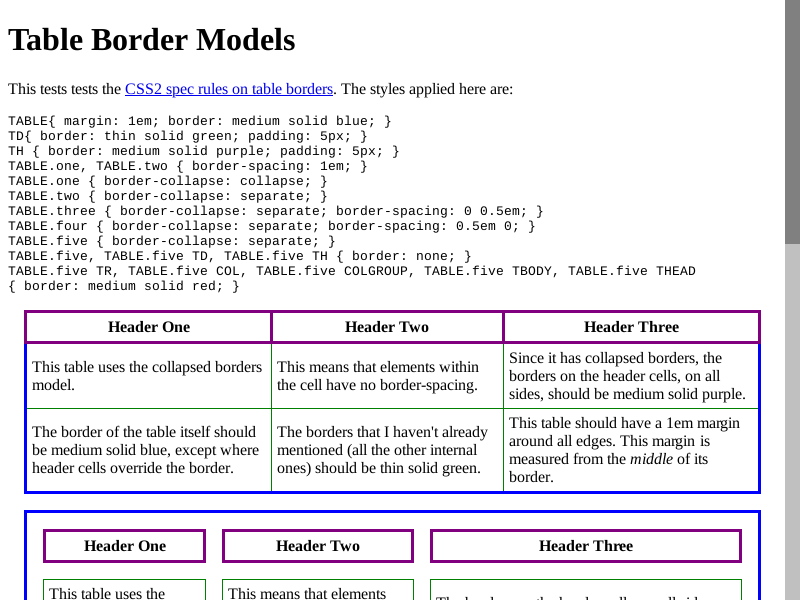 Table Border Models
This tests tests the CSS2 spec rules on table borders. The styles applied here are:
TABLE{ margin: 1em; border: medium solid blue; }
TD{ border: thin solid green; padding: 5px; }
TH { border: medium solid purple; padding: 5px; }
TABLE.one, TABLE.two { border-spacing: 1em; }
TABLE.one { border-collapse: collapse; }
TABLE.two { border-collapse: separate; }
TABLE.three { border-collapse: separate; border-spacing: 0 0.5em; }
TABLE.four { border-collapse: separate; border-spacing: 0.5em 0; }
TABLE.five { border-collapse: separate; }
TABLE.five, TABLE.five TD, TABLE.five TH { border: none; }
TABLE.five TR, TABLE.five COL, TABLE.five COLGROUP, TABLE.five TBODY, TABLE.five THEAD
{ border: medium solid red; }
Header One
Header Two
Header Three
This table uses the collapsed borders
model.
This means that elements within
the cell have no border-spacing.
Since it has collapsed borders, the
borders on the header cells, on all
sides, should be medium solid purple.
The border of the table itself should
be medium solid blue, except where
header cells override the border.
The borders that I haven't already
mentioned (all the other internal
ones) should be thin solid green.
This table should have a 1em margin
around all edges. This margin is
measured from the middle of its
border.
Header One
Header Two
Header Three
This table uses the
This means that elements